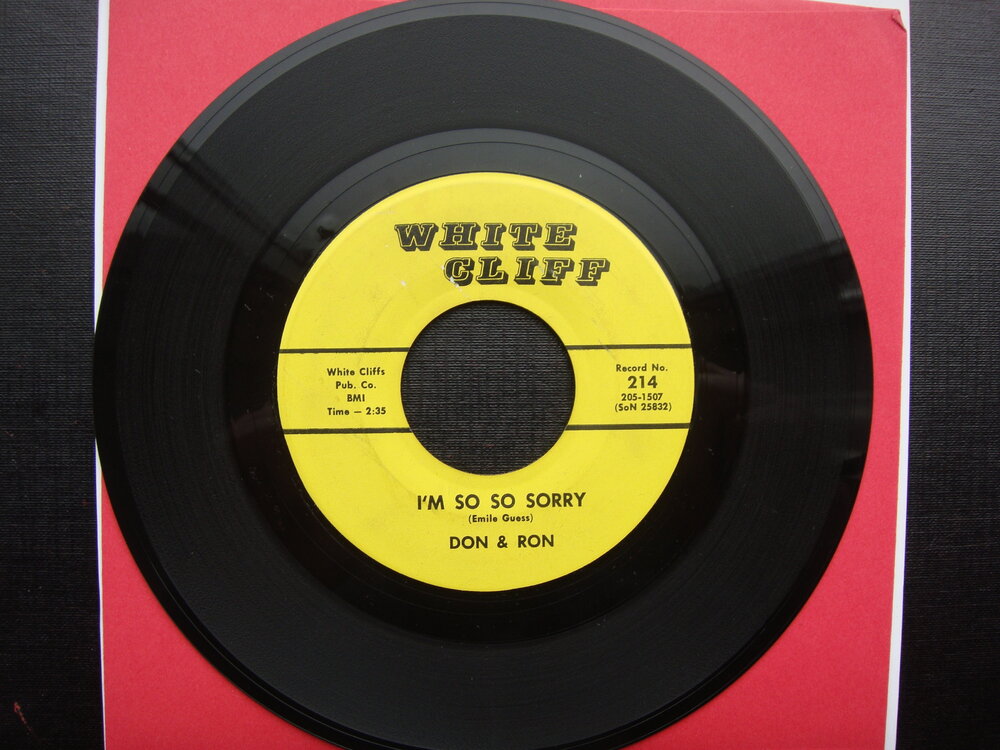 WHITE
CLIFF
White Cliffs
Pub. Co.
BMI
Time — 2:35
Record No.
214
205-1507
(SoN 25832)
I'M SO SO SORRY
(Emile Guess)
DON & RON